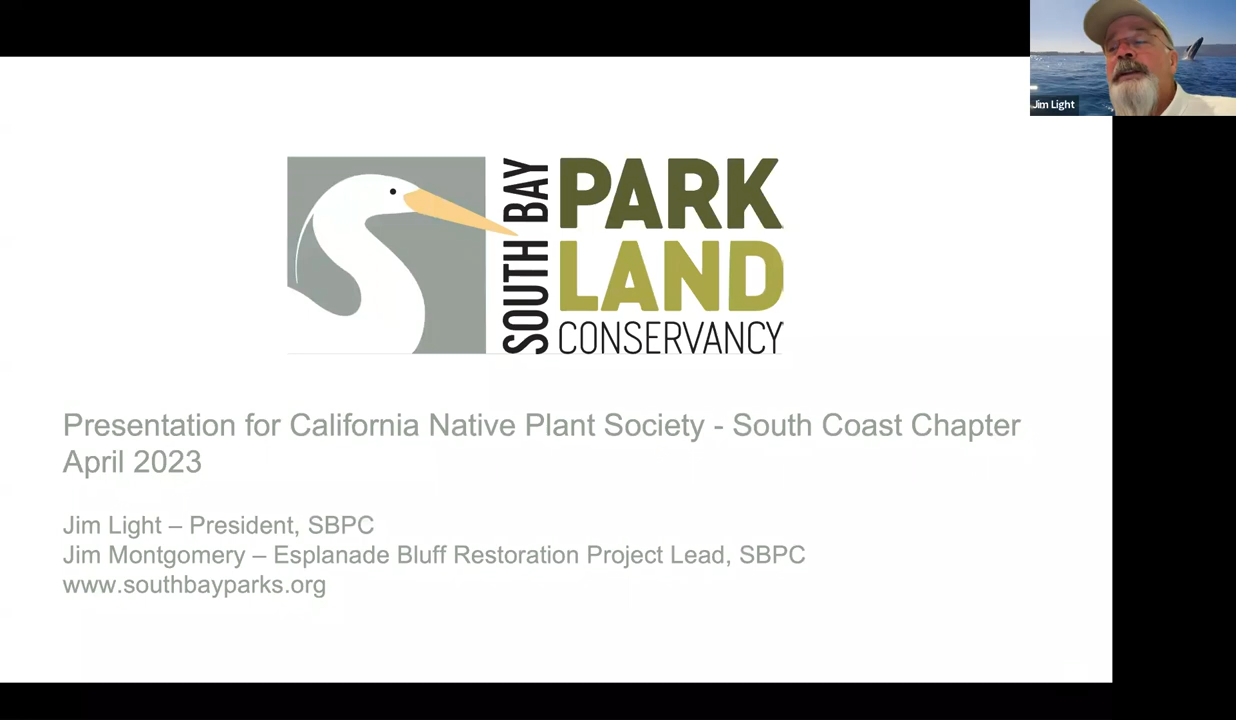 SOUTH BAY
PARK
LAND
CONSERVANCY
Presentation for California Native Plant Society - South Coast Chapter
April 2023
Jim Light – President, SBPC
Jim Montgomery – Esplanade Bluff Restoration Project Lead, SBPC
www.southbayparks.org
Jim Light